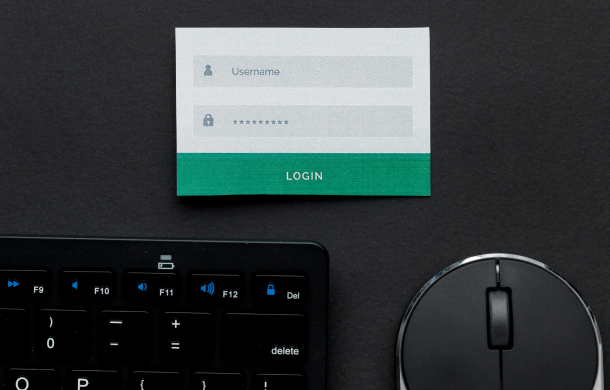 Username
*********
LOGIN
F9 F10 F11 F12 Del
) — +
0 - =
delete
O P { } !